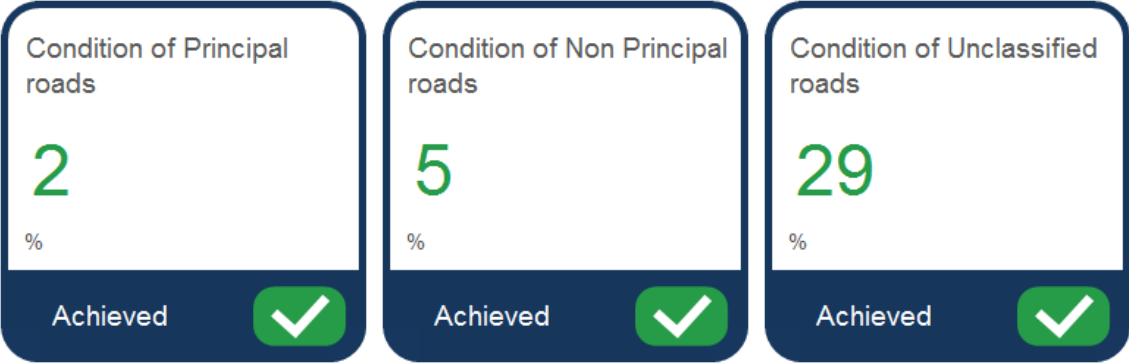 Condition of Principal
roads
2
%
Achieved
Condition of Non Principal
roads
5
%
Achieved
Condition of Unclassified
roads
29
%
Achieved